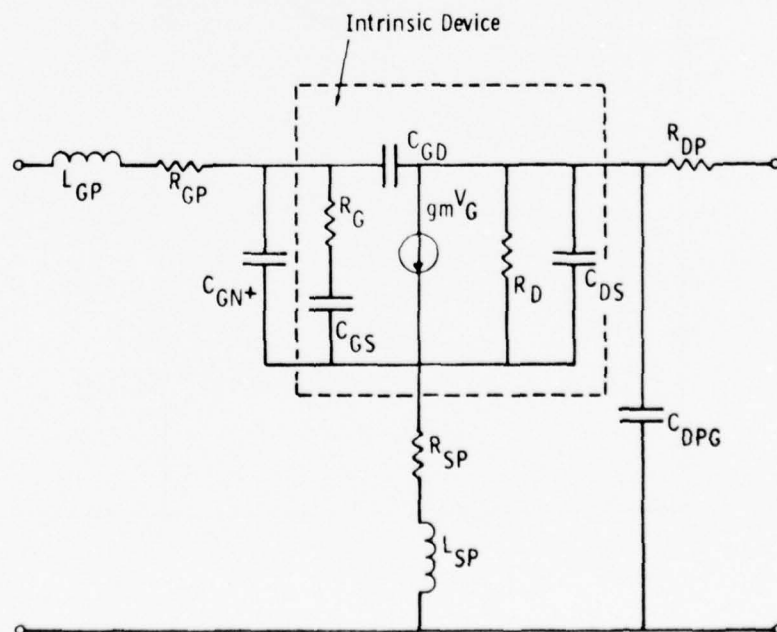 Intrinsic Device
C_GD
R_DP
L_GP
R_GP
R_G
gmV_G
C_GN+
C_GS
R_D
C_DS
C_DPG
R_SP
L_SP